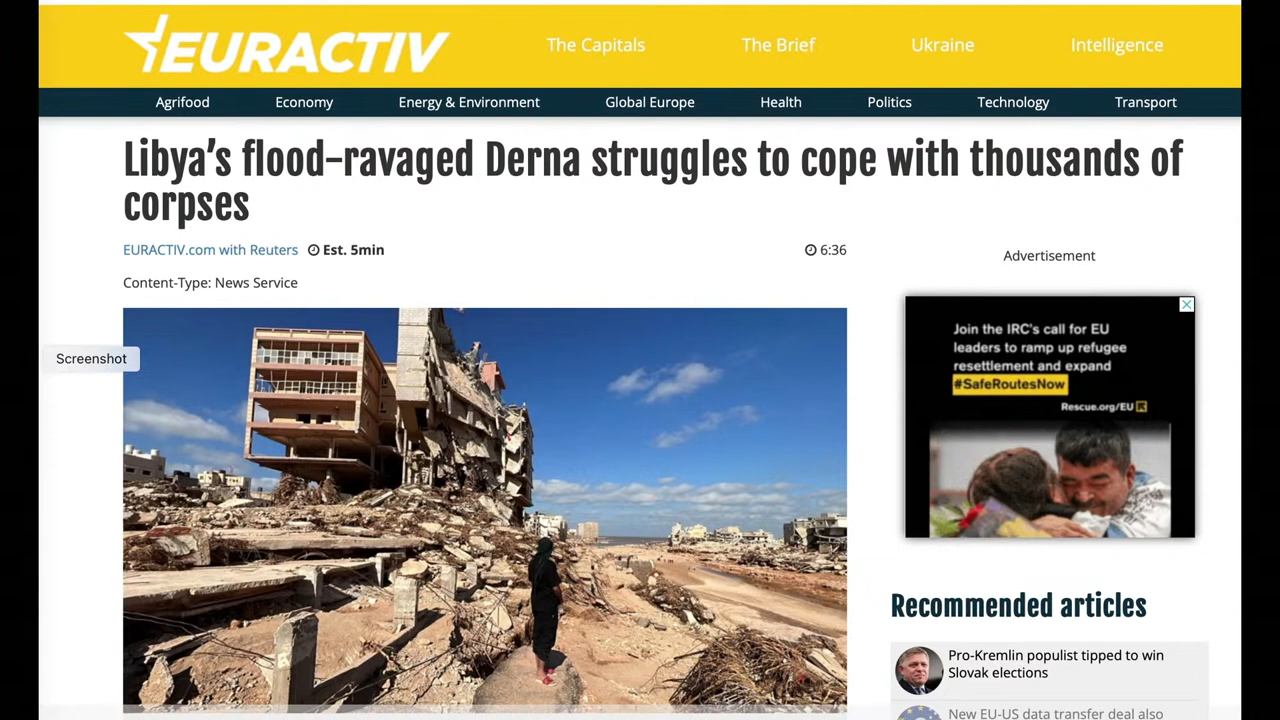 EURACTIV
The Capitals
The Brief
Ukraine
Intelligence
Agrifood
Economy
Energy & Environment
Global Europe
Health
Politics
Technology
Transport
Libya’s flood-ravaged Derna struggles to cope with thousands of
corpses
EURACTIV.com with Reuters
Est. 5min
6:36
Content-Type: News Service
Screenshot
Advertisement
Join the IRC's call for EU
leaders to ramp up refugee
resettlement and expand
#SafeRoutesNow
Rescue.org/EU
Recommended articles
Pro-Kremlin populist tipped to win
Slovak elections
New EU-US data transfer deal also